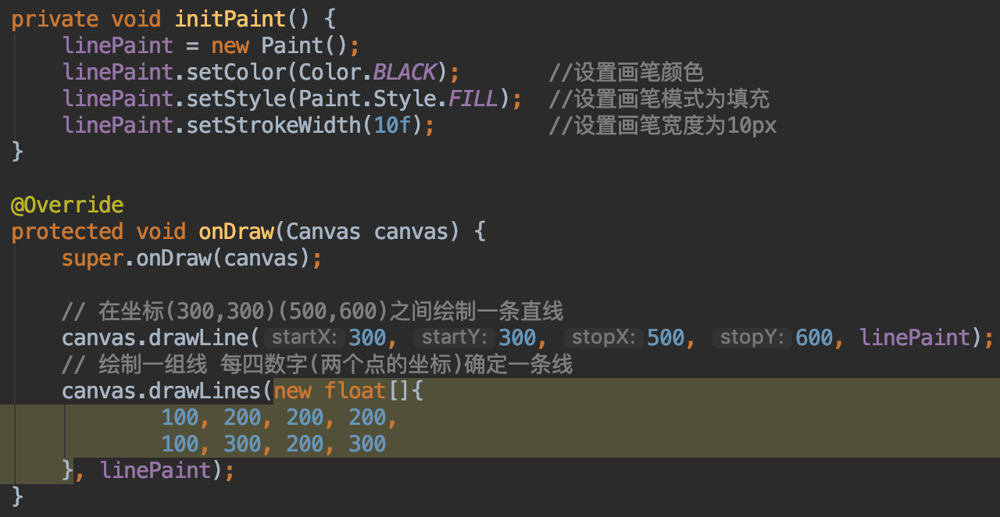 private void initPaint() {
linePaint = new Paint();
linePaint.setColor(Color.BLACK);       //设置画笔颜色
linePaint.setStyle(Paint.Style.FILL);  //设置画笔模式为填充
linePaint.setStrokeWidth(10f);         //设置画笔宽度为10px
}
@Override
protected void onDraw(Canvas canvas) {
super.onDraw(canvas);
// 在坐标(300,300)(500,600)之间绘制一条直线
canvas.drawLine( startX: 300, startY: 300, stopX: 500, stopY: 600, linePaint);
// 绘制一组线 每四数字(两个点的坐标)确定一条线
canvas.drawLines(new float[]{
100, 200, 200, 200,
100, 300, 200, 300
}, linePaint);
}